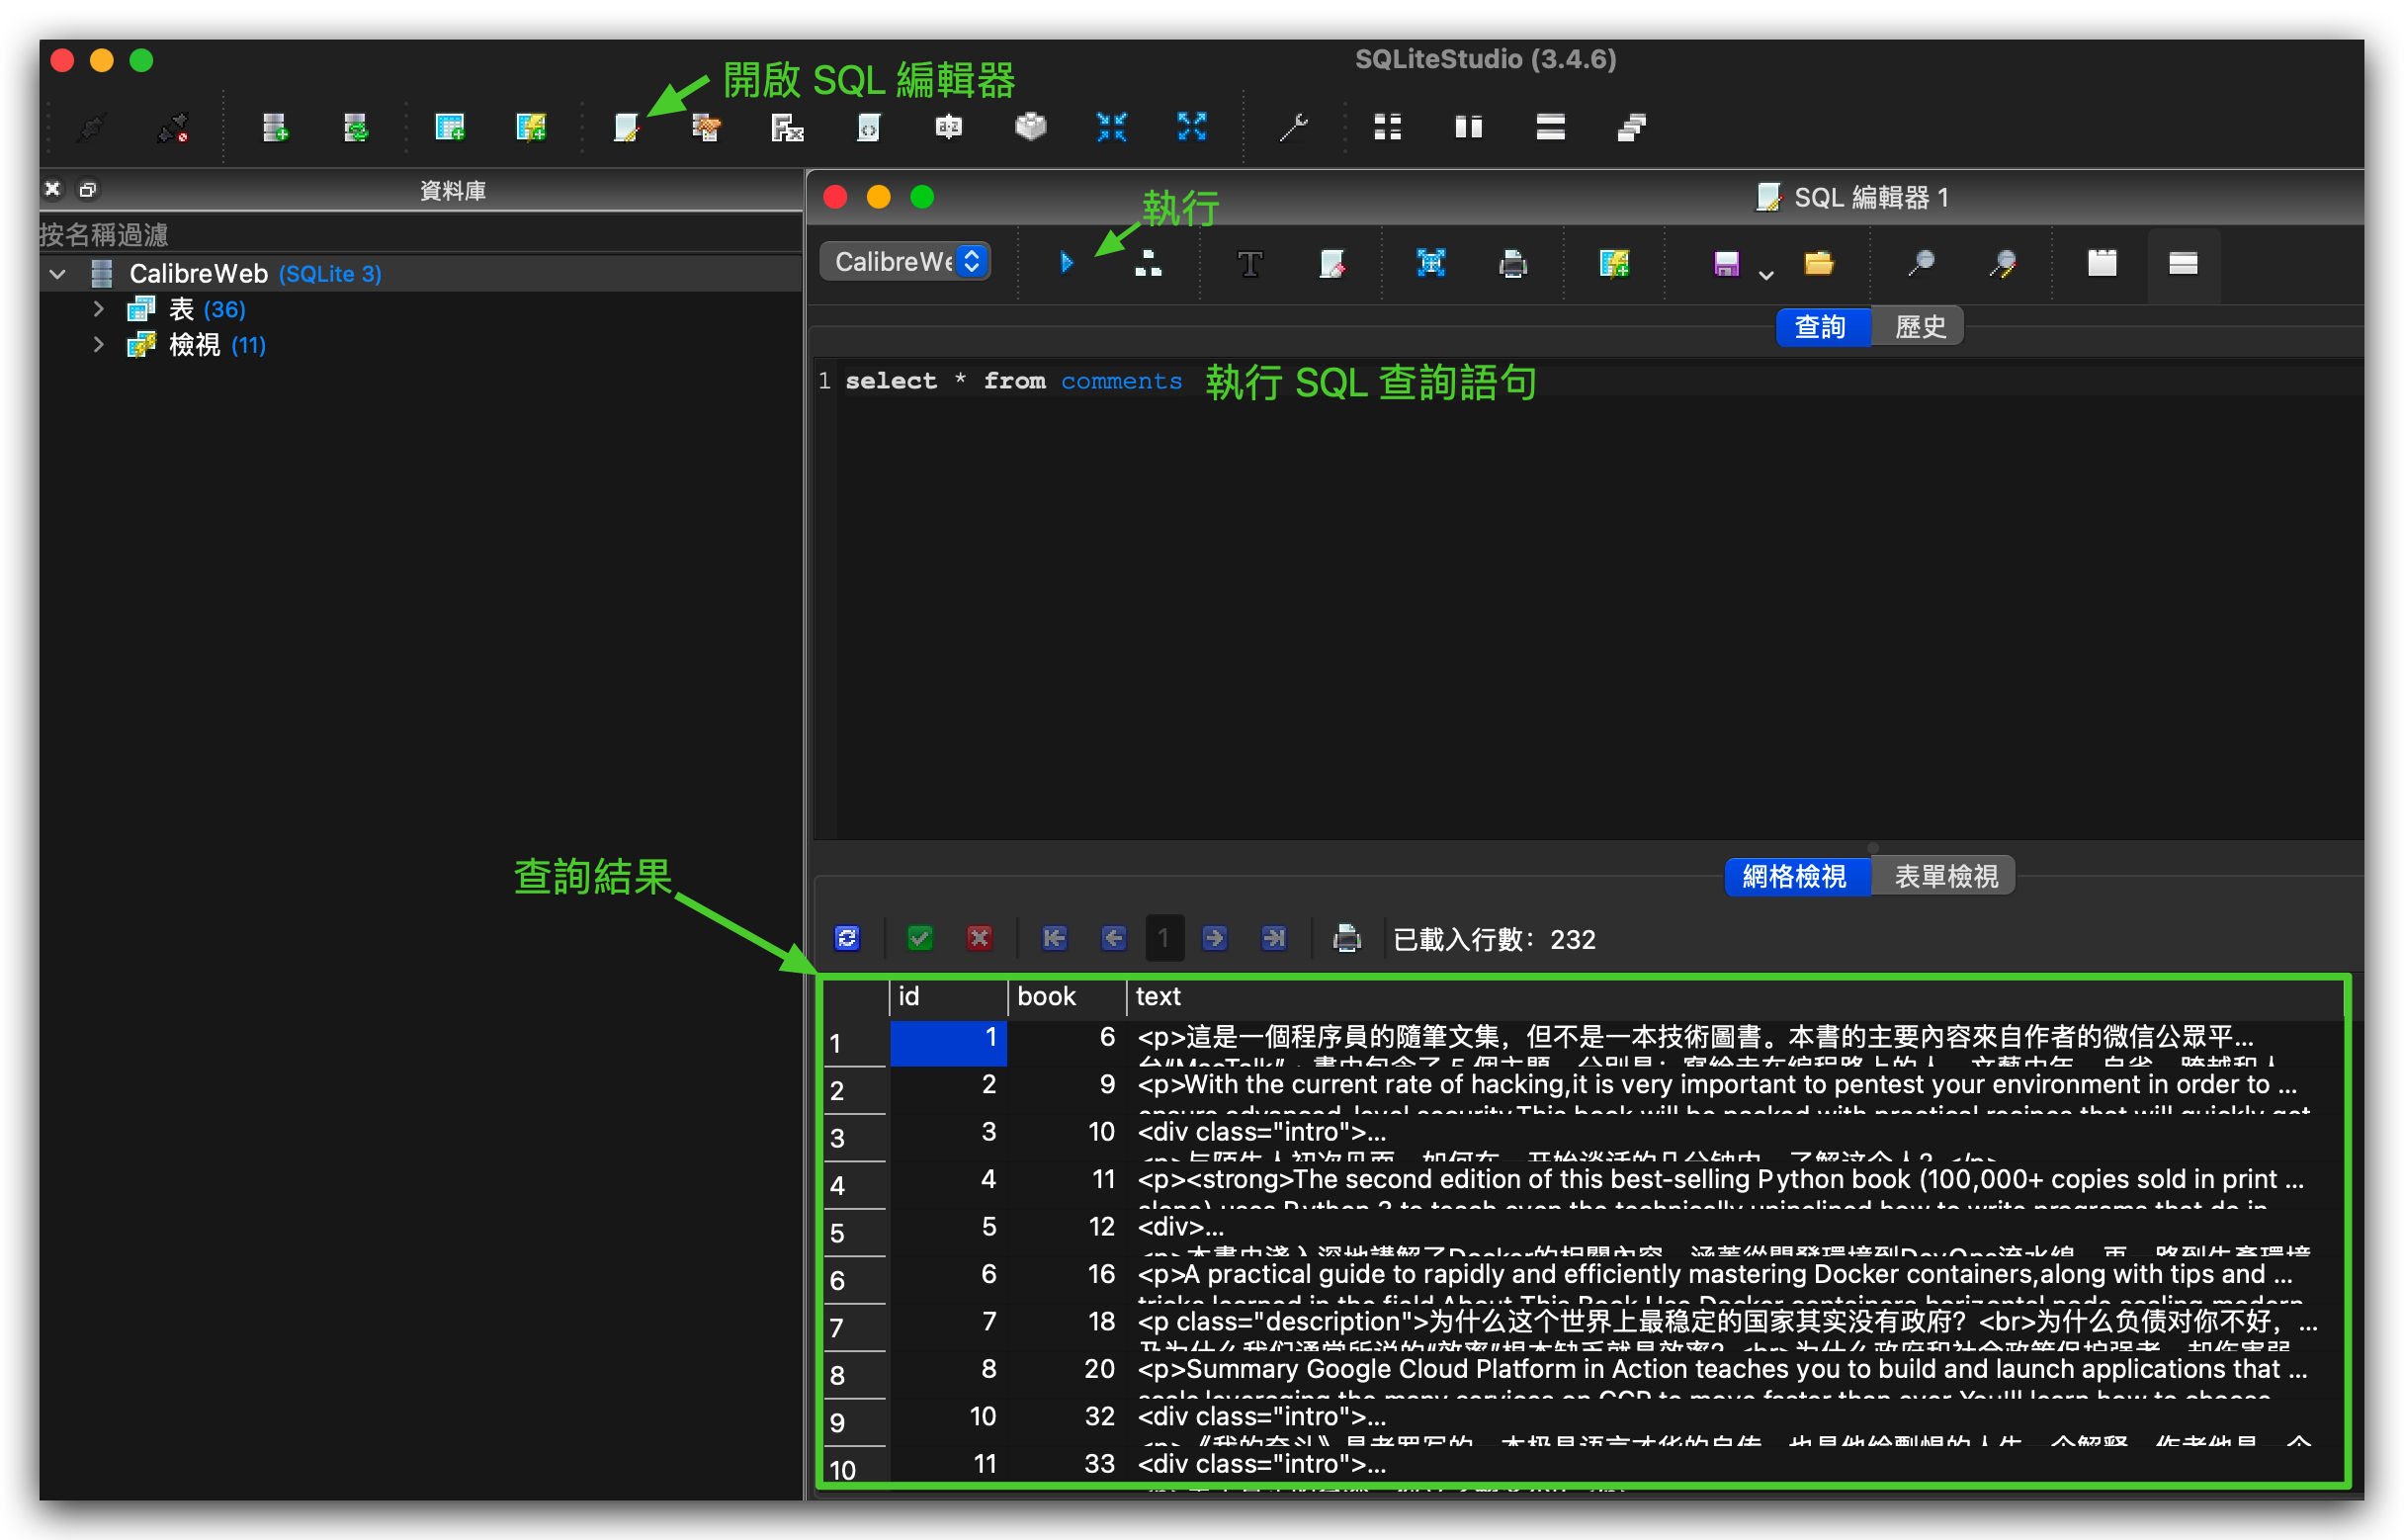 SQLiteStudio (3.4.6)
開啟 SQL 編輯器
資料庫
按名稱過濾
CalibreWeb (SQLite 3)
表 (36)
檢視 (11)
SQL 編輯器 1
執行
CalibreWe
查詢 歷史
1 select * from comments 執行 SQL 查詢語句
網格檢視 表單檢視
查詢結果
1 已載入行數：232
id book text
1 1 6 <p>這是一個程序員的隨筆文集，但不是一本技術圖書。本書的主要內容來自作者的微信公眾平...
2 2 9 <p>With the current rate of hacking,it is very important to pentest your environment in order to ...
3 3 10 <div class="intro">...
4 4 11 <p><strong>The second edition of this best-selling Python book (100,000+ copies sold in print ...
5 5 12 <div>...
6 6 16 <p>A practical guide to rapidly and efficiently mastering Docker containers,along with tips and ...
7 7 18 <p class="description">为什么这个世界上最稳定的国家其实没有政府？<br>为什么负债对你不好，...
8 8 20 <p>Summary Google Cloud Platform in Action teaches you to build and launch applications that ...
9 10 32 <div class="intro">...
10 11 33 <div class="intro">...